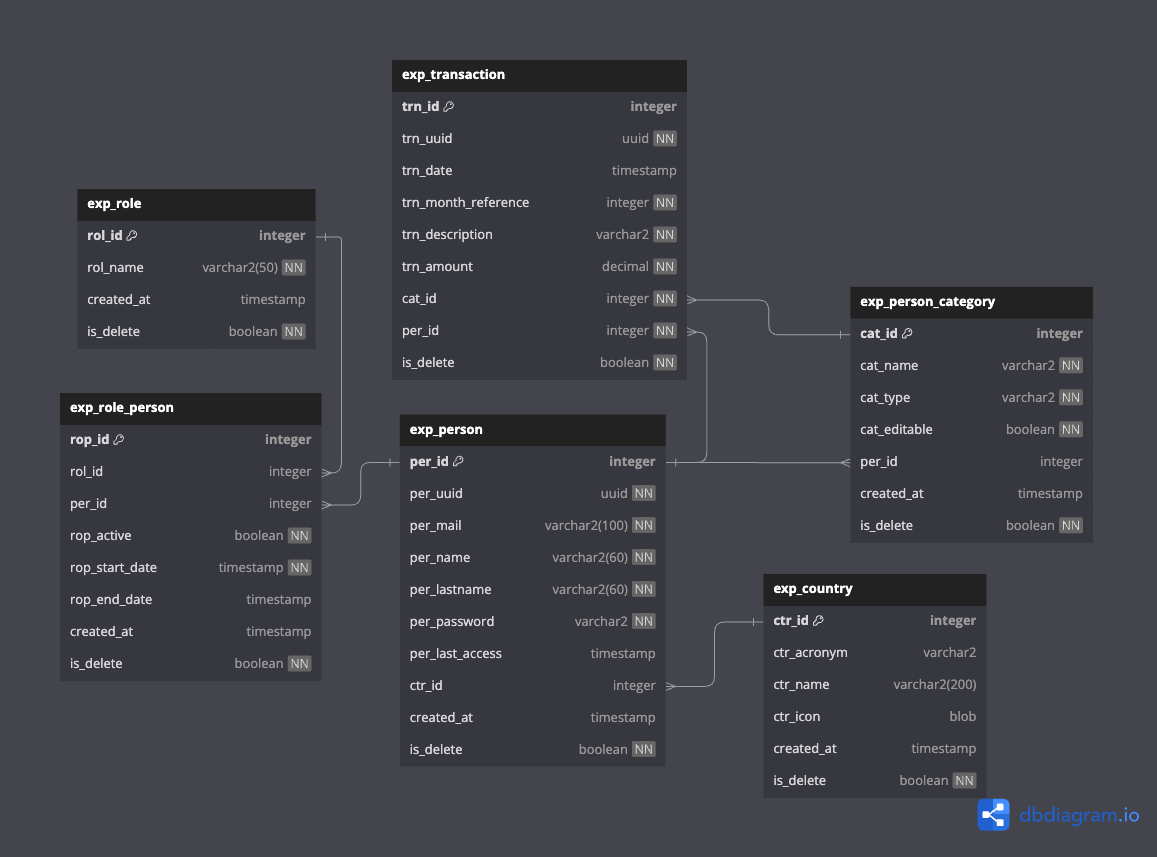 exp_transaction
trn_id integer
trn_uuid uuid NN
trn_date timestamp
trn_month_reference integer NN
trn_description varchar2 NN
trn_amount decimal NN
cat_id integer NN
per_id integer NN
is_delete boolean NN
exp_role
rol_id integer
rol_name varchar2(50) NN
created_at timestamp
is_delete boolean NN
exp_person_category
cat_id integer
cat_name varchar2 NN
cat_type varchar2 NN
cat_editable boolean NN
per_id integer
created_at timestamp
is_delete boolean NN
exp_role_person
rop_id integer
rol_id integer
per_id integer
rop_active boolean NN
rop_start_date timestamp NN
rop_end_date timestamp
created_at timestamp
is_delete boolean NN
exp_person
per_id integer
per_uuid uuid NN
per_mail varchar2(100) NN
per_name varchar2(60) NN
per_lastname varchar2(60) NN
per_password varchar2 NN
per_last_access timestamp
ctr_id integer
created_at timestamp
is_delete boolean NN
exp_country
ctr_id integer
ctr_acronym varchar2
ctr_name varchar2(200)
ctr_icon blob
created_at timestamp
is_delete boolean NN
dbdiagram.io